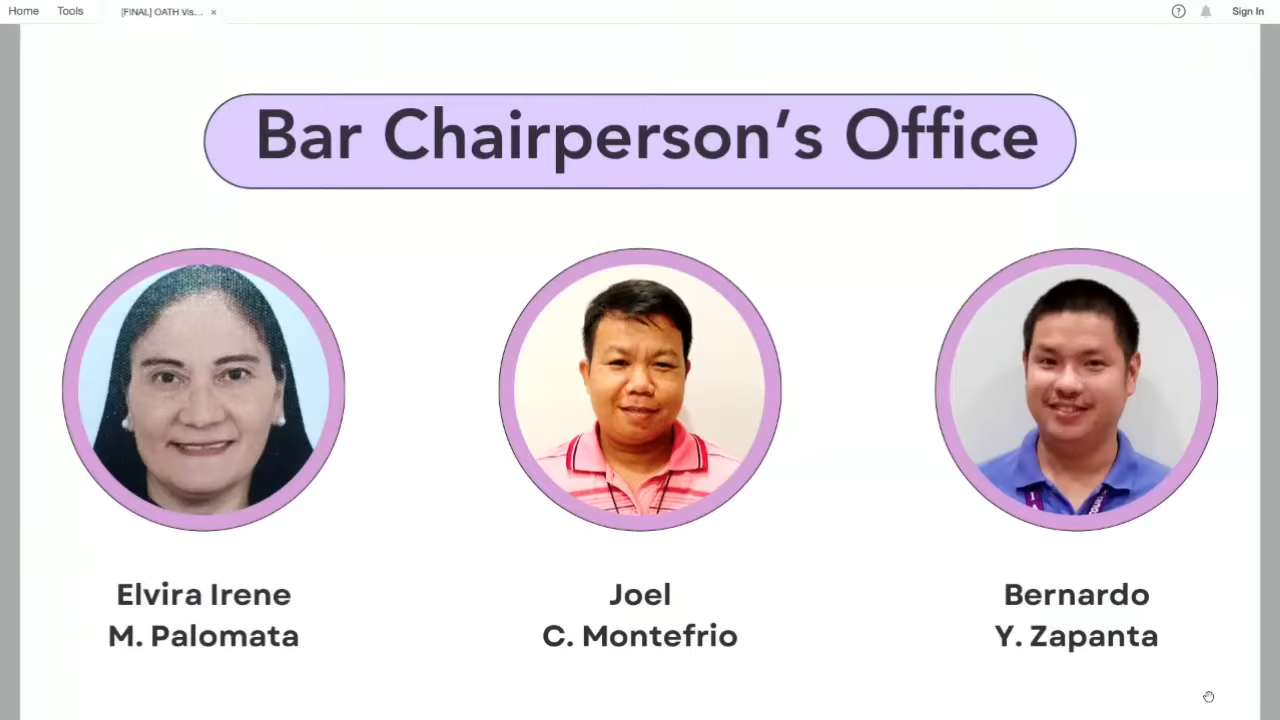 Home Tools [FINAL] OATH Vis... × ? Sign In
Bar Chairperson's Office
Elvira Irene
M. Palomata
Joel
C. Montefrio
Bernardo
Y. Zapanta